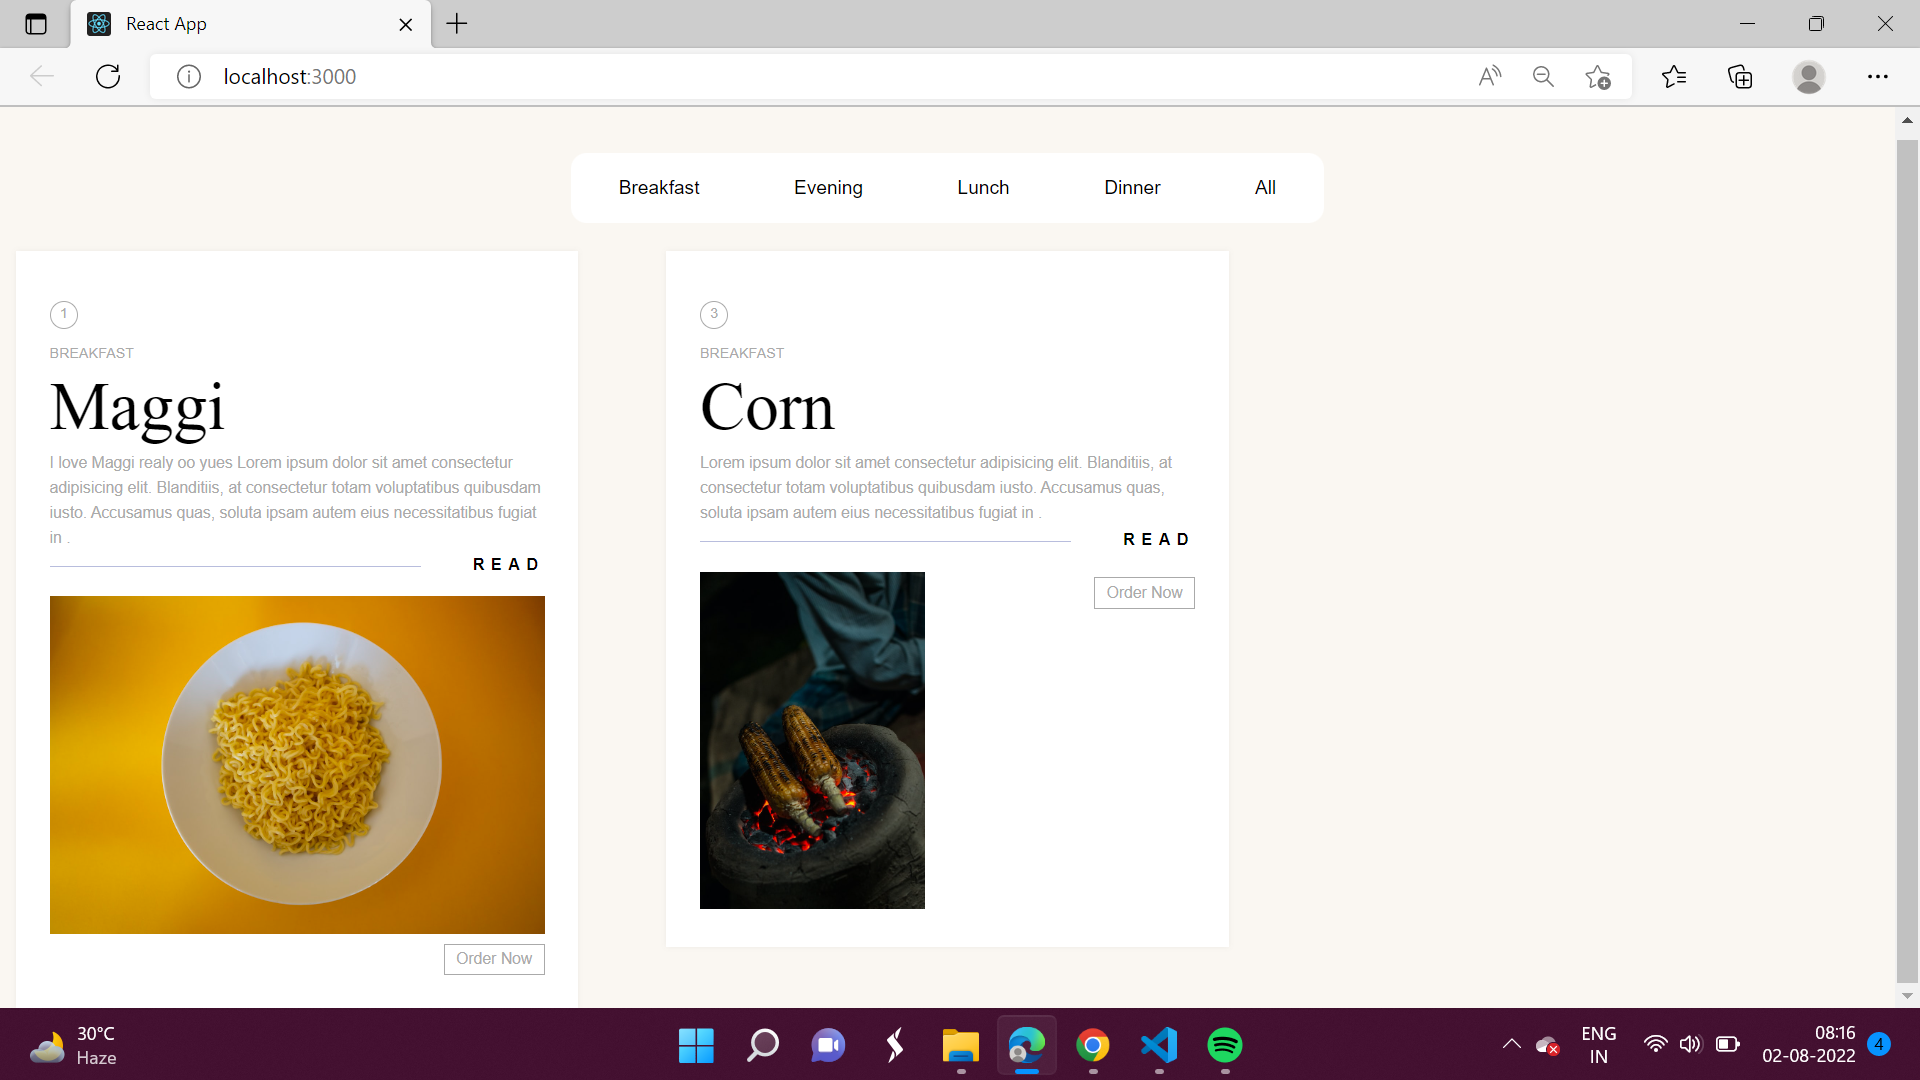 React App
localhost:3000
Breakfast Evening Lunch Dinner All
1
BREAKFAST
Maggi
I love Maggi realy oo yues Lorem ipsum dolor sit amet consectetur
adipisicing elit. Blanditiis, at consectetur totam voluptatibus quibusdam
iusto. Accusamus quas, soluta ipsam autem eius necessitatibus fugiat
in .
READ
Order Now
3
BREAKFAST
Corn
Lorem ipsum dolor sit amet consectetur adipisicing elit. Blanditiis, at
consectetur totam voluptatibus quibusdam iusto. Accusamus quas,
soluta ipsam autem eius necessitatibus fugiat in .
READ
Order Now
30°C
Haze
ENG
IN
08:16
02-08-2022
4